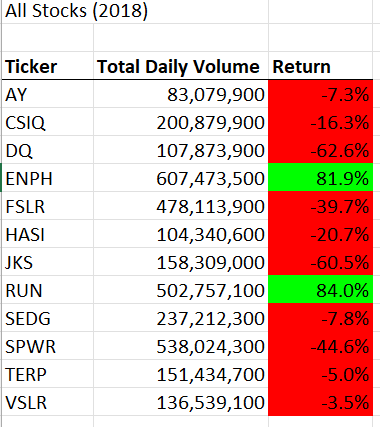 All Stocks (2018)
Ticker Total Daily Volume Return
AY 83,079,900 -7.3%
CSIQ 200,879,900 -16.3%
DQ 107,873,900 -62.6%
ENPH 607,473,500 81.9%
FSLR 478,113,900 -39.7%
HASI 104,340,600 -20.7%
JKS 158,309,000 -60.5%
RUN 502,757,100 84.0%
SEDG 237,212,300 -7.8%
SPWR 538,024,300 -44.6%
TERP 151,434,700 -5.0%
VSLR 136,539,100 -3.5%